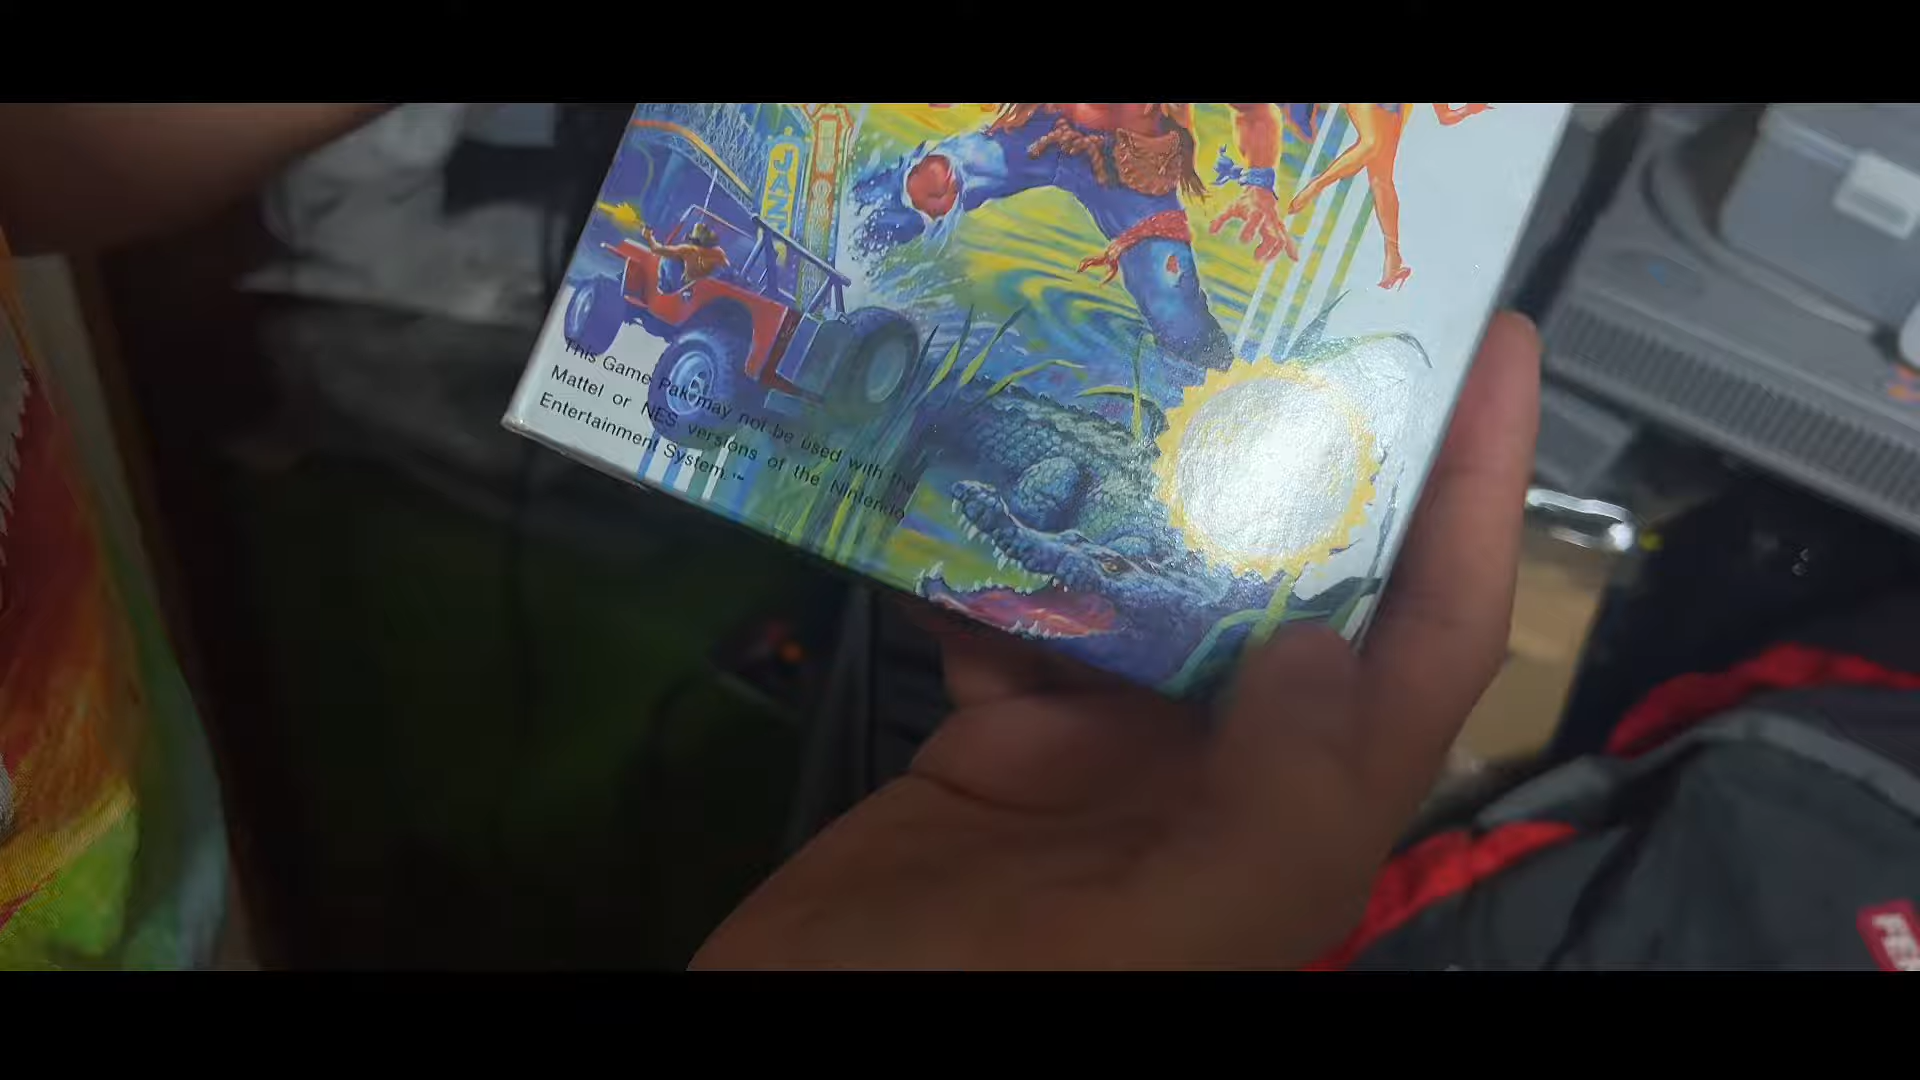 JAZ
This Game Pak may not be used with the
Mattel or NES versions of the Nintendo
Entertainment System.™